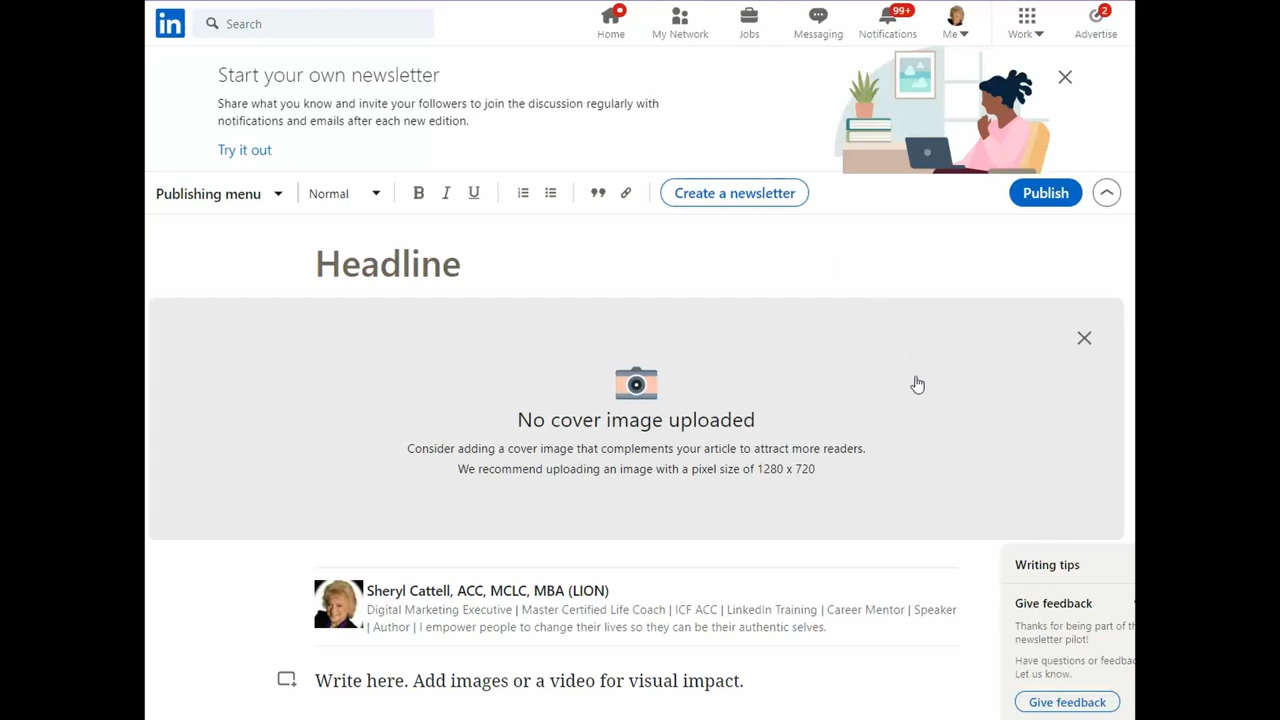 in
Search
Home
My Network
Jobs
Messaging
99+
Notifications
Me
Work
2
Advertise
Start your own newsletter
Share what you know and invite your followers to join the discussion regularly with
notifications and emails after each new edition.
Try it out
Publishing menu
Normal
B I U
Create a newsletter
Publish
Headline
No cover image uploaded
Consider adding a cover image that complements your article to attract more readers.
We recommend uploading an image with a pixel size of 1280 x 720
Sheryl Cattell, ACC, MCLC, MBA (LION)
Digital Marketing Executive | Master Certified Life Coach | ICF ACC | LinkedIn Training | Career Mentor | Speaker
| Author | I empower people to change their lives so they can be their authentic selves.
Write here. Add images or a video for visual impact.
Writing tips
Give feedback
Thanks for being part of th
newsletter pilot!
Have questions or feedba
Let us know.
Give feedback